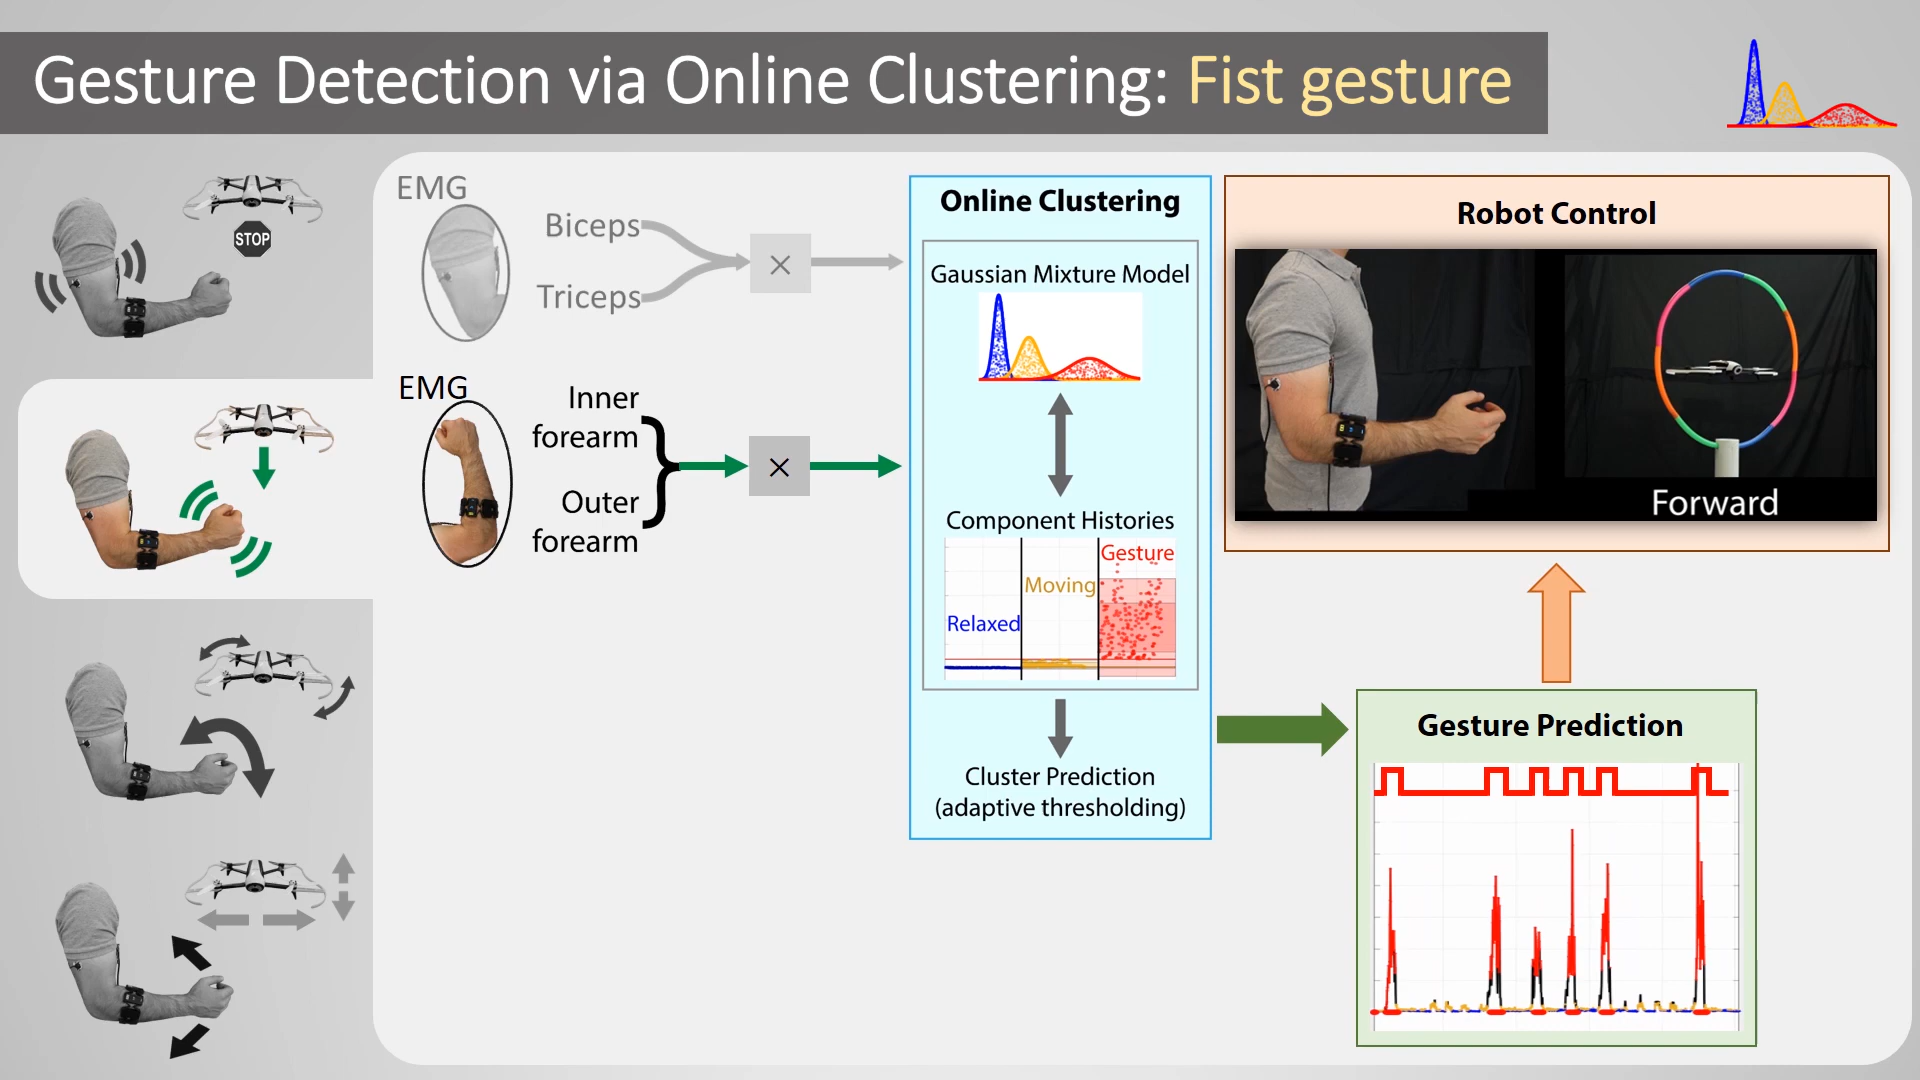 Gesture Detection via Online Clustering: Fist gesture
STOP
EMG
Biceps
Triceps
×
EMG
Inner
forearm
Outer
forearm
×
Online Clustering
Gaussian Mixture Model
Component Histories
Relaxed
Moving
Gesture
Cluster Prediction
(adaptive thresholding)
Robot Control
Forward
Gesture Prediction